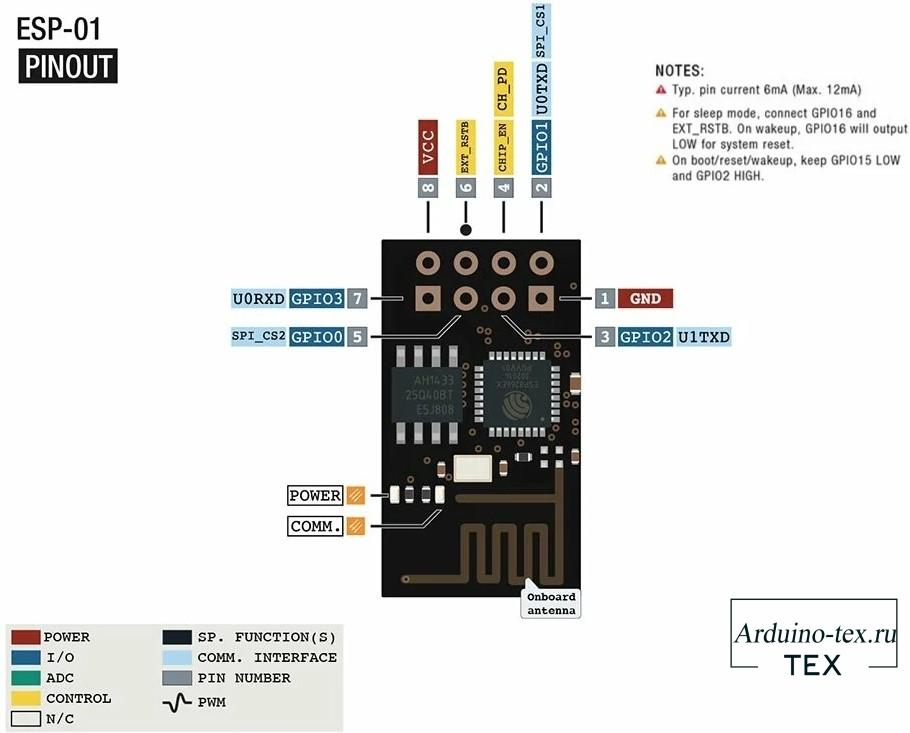 ESP-01
PINOUT
NOTES:
Typ. pin current 6mA (Max. 12mA)
For sleep mode, connect GPIO16 and
EXT_RSTB. On wakeup, GPIO16 will output
LOW for system reset.
On boot/reset/wakeup, keep GPIO15 LOW
and GPIO2 HIGH.
VCC 8
EXT_RSTB 6
CH_PD CHIP_EN 4
SPI_CS1 U0TXD GPIO1 2
U0RXD GPIO3 7
1 GND
SPI_CS2 GPIO0 5
3 GPIO2 U1TXD
AH1433
25Q40BT
E5J808
ESP8266EX
POWER
COMM.
Onboard
antenna
POWER
I/O
ADC
CONTROL
N/C
SP. FUNCTION(S)
COMM. INTERFACE
PIN NUMBER
PWM
Arduino-tex.ru
TEX